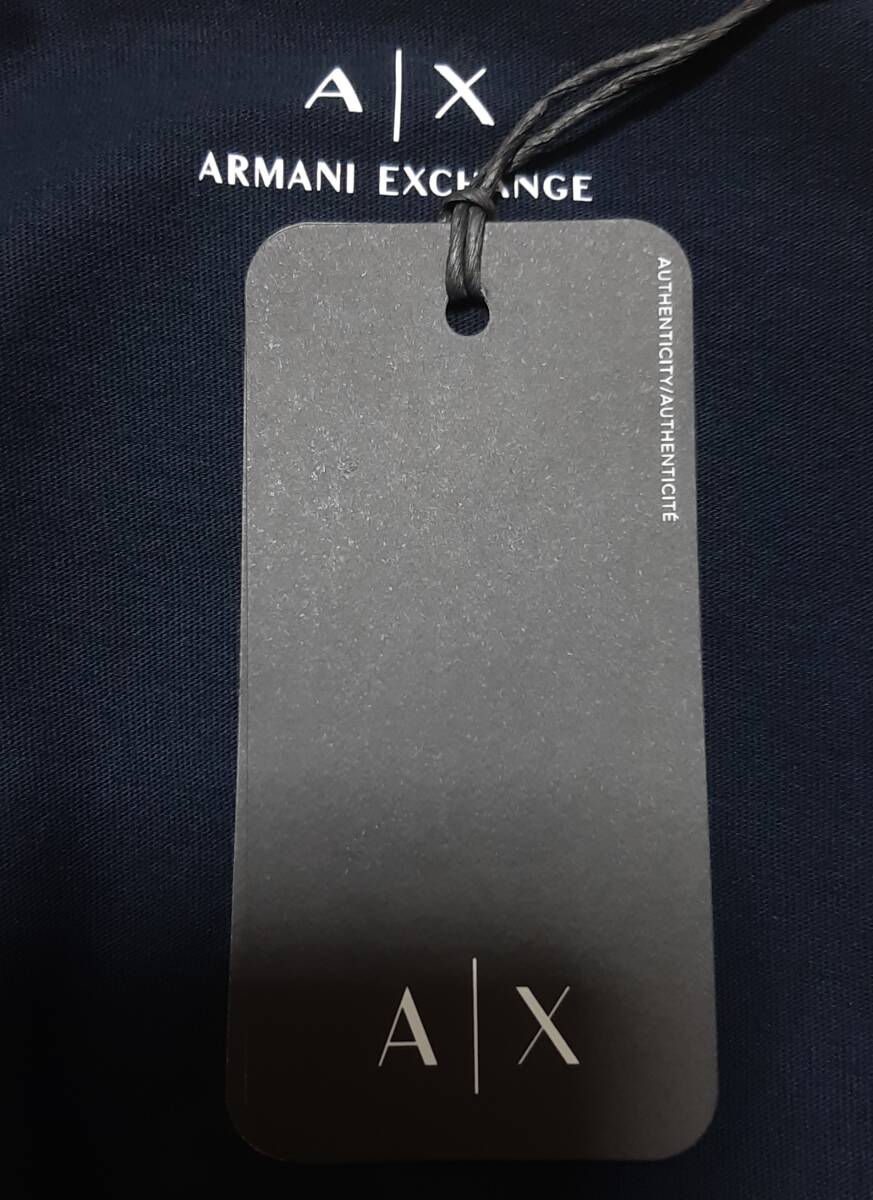 A|X
ARMANI EXCHANGE
AUTHENTICITY/AUTHENTICITÉ
A|X